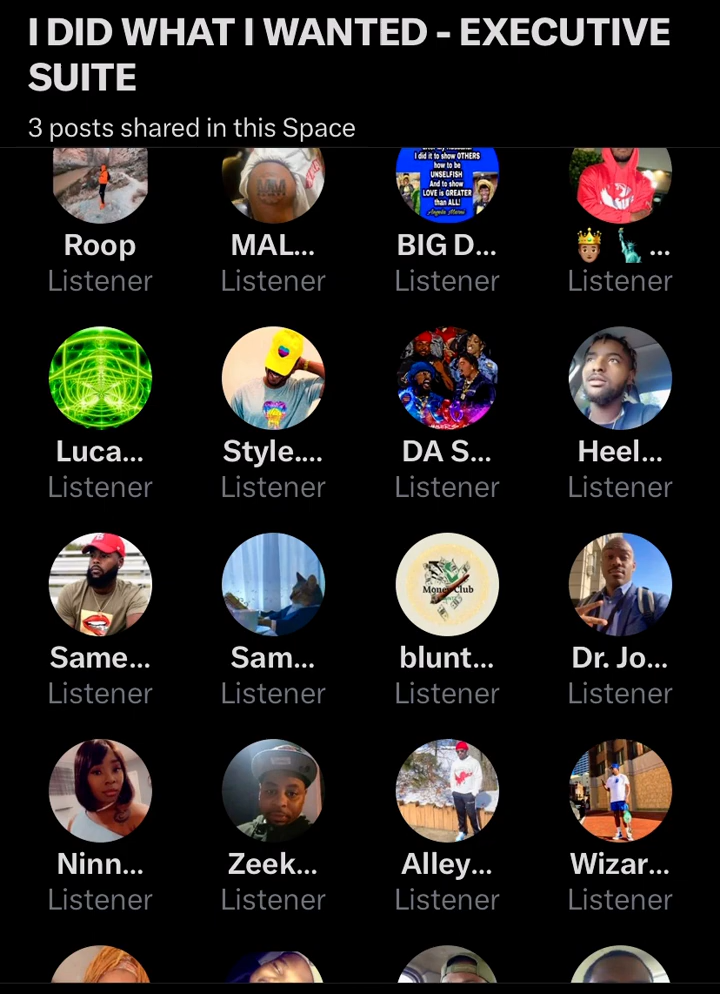 I DID WHAT I WANTED - EXECUTIVE
SUITE
3 posts shared in this Space
I did it to show OTHERS
how to be
UNSELFISH
And to show
LOVE is GREATER
than ALL!
Roop
MAL...
BIG D...
🤴🏽 🗽 ...
Listener
Listener
Listener
Listener
Luca...
Style....
DA S...
Heel...
Listener
Listener
Listener
Listener
Money Club
Same...
Sam...
blunt...
Dr. Jo...
Listener
Listener
Listener
Listener
Ninn...
Zeek...
Alley...
Wizar...
Listener
Listener
Listener
Listener